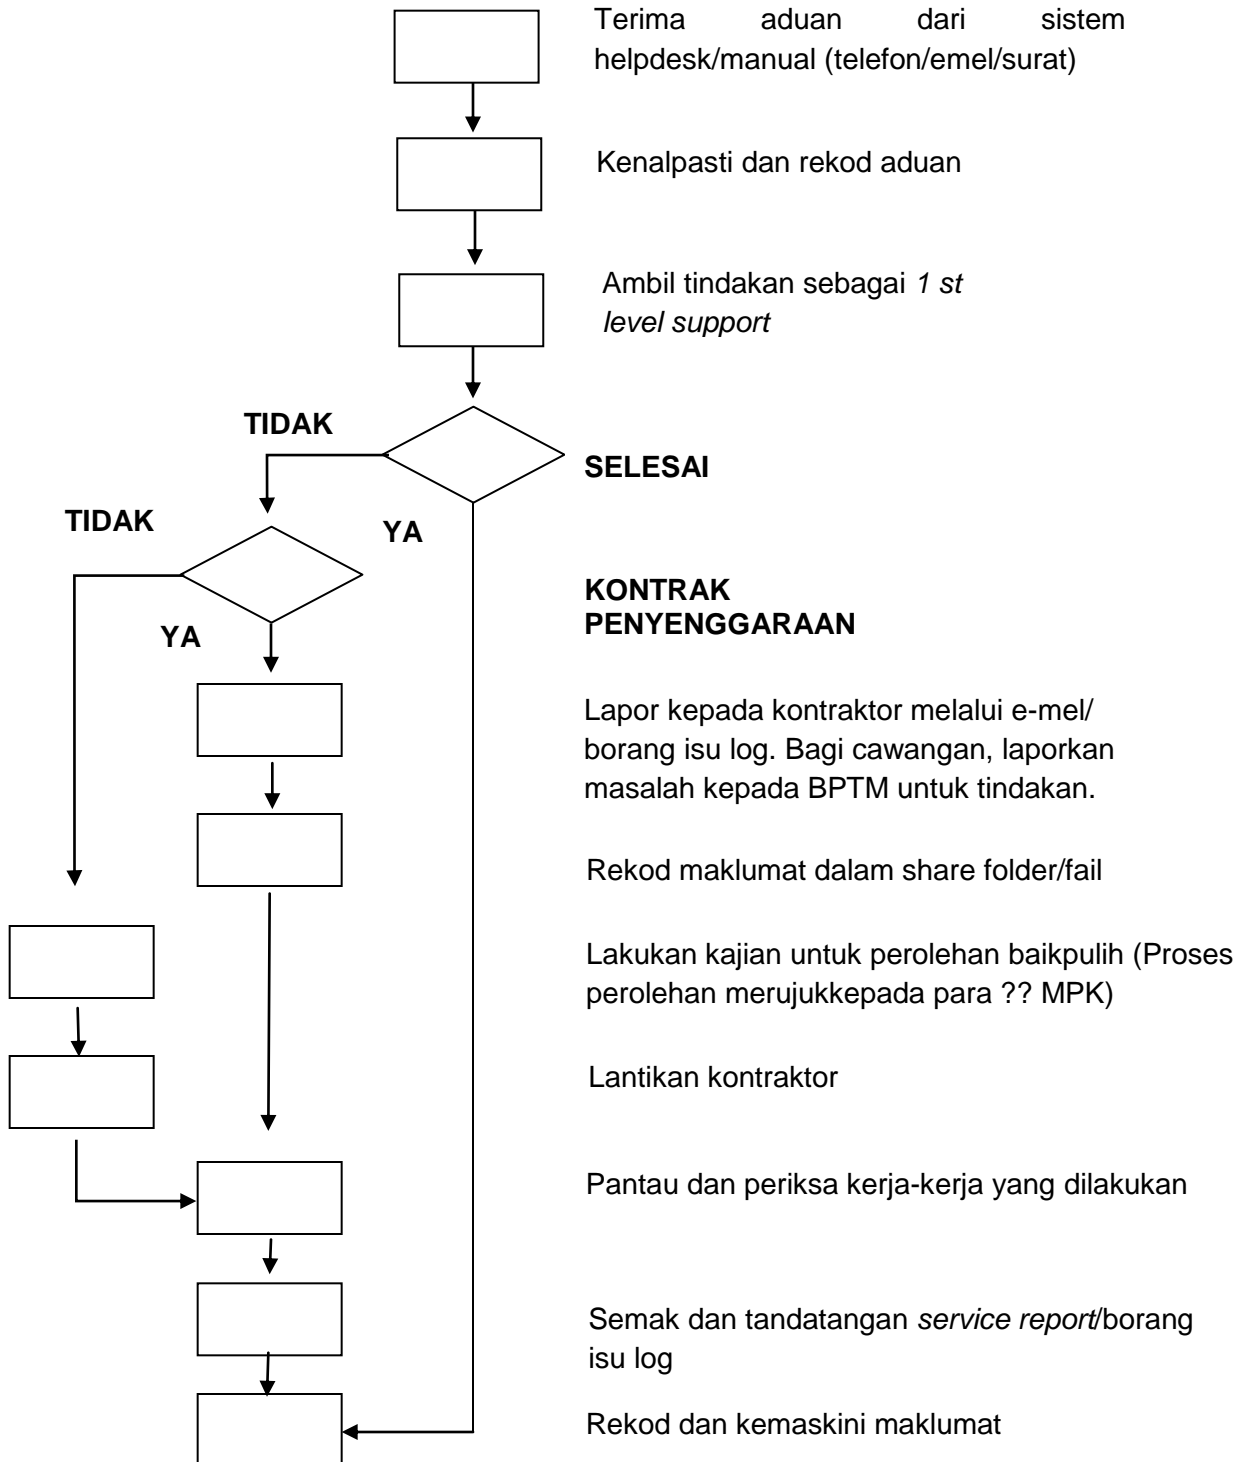 Terima aduan dari sistem
helpdesk/manual (telefon/emel/surat)
Kenalpasti dan rekod aduan
Ambil tindakan sebagai 1 st
level support
TIDAK
SELESAI
TIDAK
YA
KONTRAK
PENYENGGARAAN
YA
Lapor kepada kontraktor melalui e-mel/
borang isu log. Bagi cawangan, laporkan
masalah kepada BPTM untuk tindakan.
Rekod maklumat dalam share folder/fail
Lakukan kajian untuk perolehan baikpulih (Proses
perolehan merujukkepada para ?? MPK)
Lantikan kontraktor
Pantau dan periksa kerja-kerja yang dilakukan
Semak dan tandatangan service report/borang
isu log
Rekod dan kemaskini maklumat